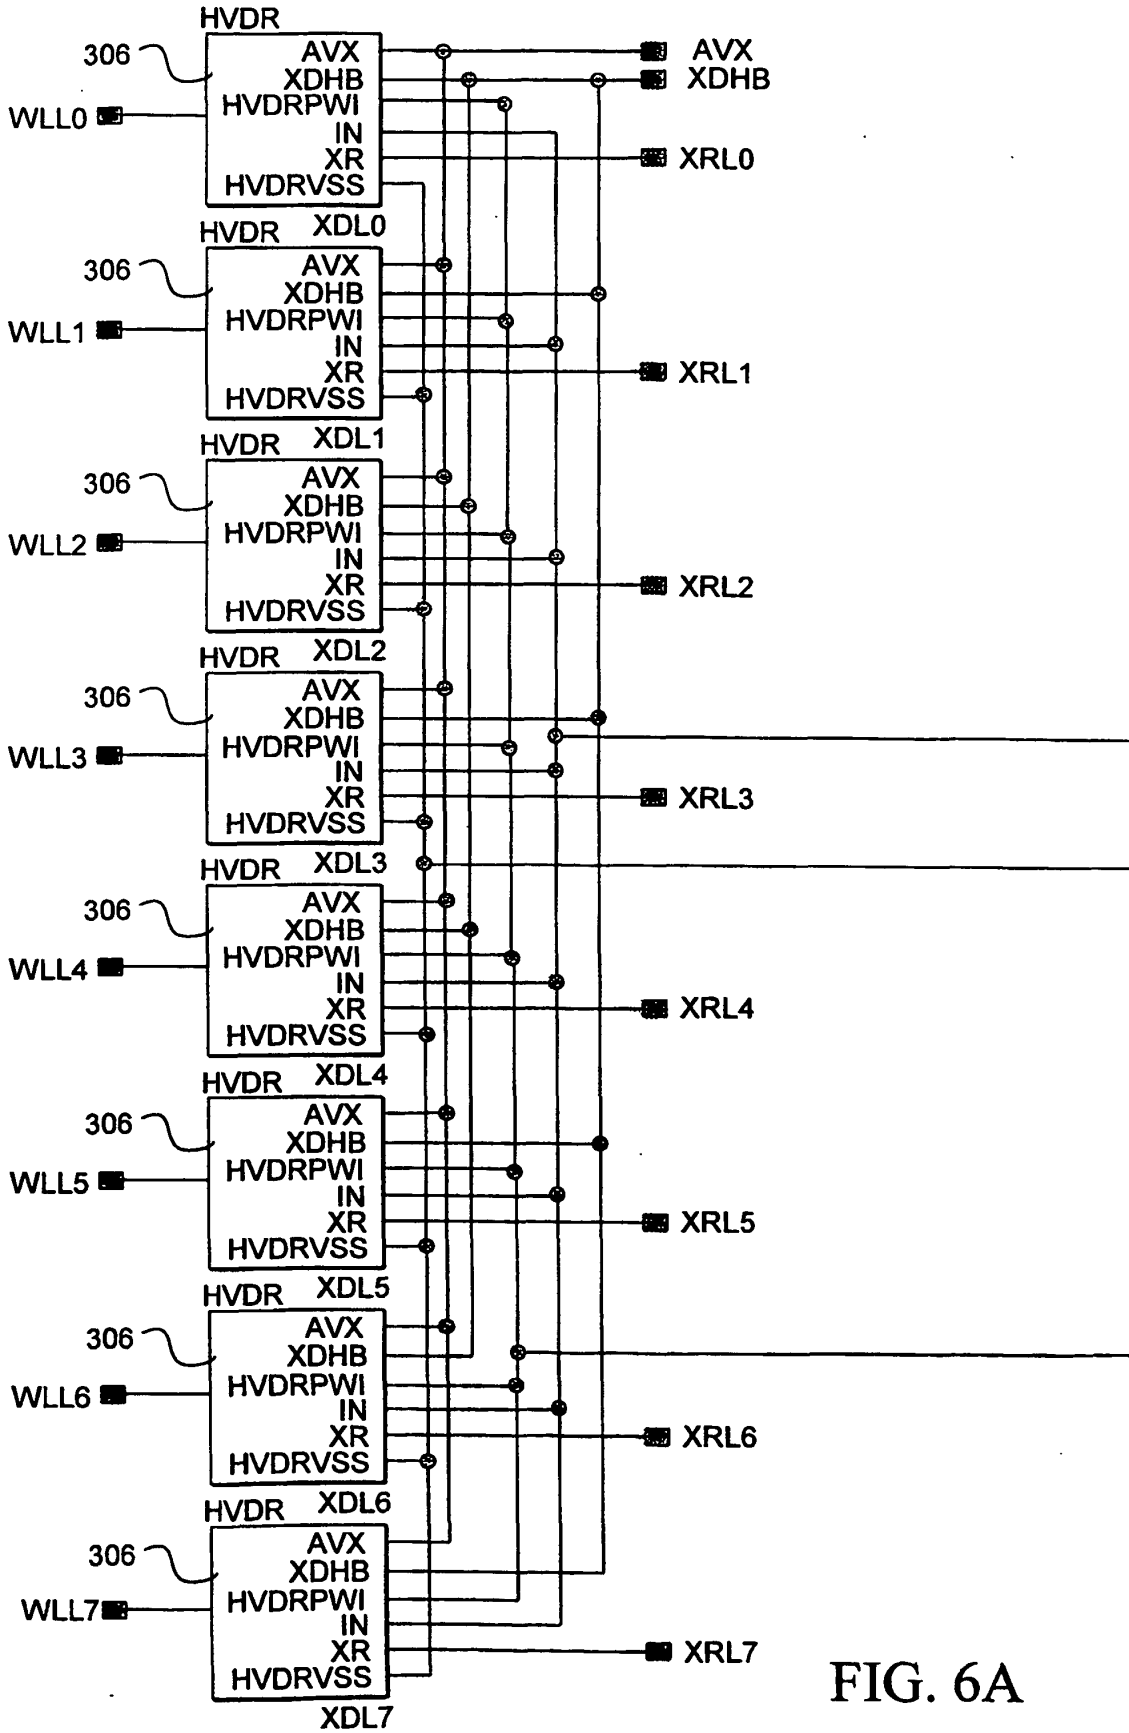 HVDR
306
AVX
AVX
XDHB
XDHB
HVDRPWI
WLL0
IN
XR
XRL0
HVDRVSS
XDL0
HVDR
306
AVX
XDHB
HVDRPWI
WLL1
IN
XR
XRL1
HVDRVSS
XDL1
HVDR
306
AVX
XDHB
HVDRPWI
WLL2
IN
XR
XRL2
HVDRVSS
XDL2
HVDR
306
AVX
XDHB
HVDRPWI
WLL3
IN
XR
XRL3
HVDRVSS
XDL3
HVDR
306
AVX
XDHB
HVDRPWI
WLL4
IN
XR
XRL4
HVDRVSS
XDL4
HVDR
306
AVX
XDHB
HVDRPWI
WLL5
IN
XR
XRL5
HVDRVSS
XDL5
HVDR
306
AVX
XDHB
HVDRPWI
WLL6
IN
XR
XRL6
HVDRVSS
XDL6
HVDR
306
AVX
XDHB
HVDRPWI
WLL7
IN
XR
XRL7
HVDRVSS
XDL7
FIG. 6A